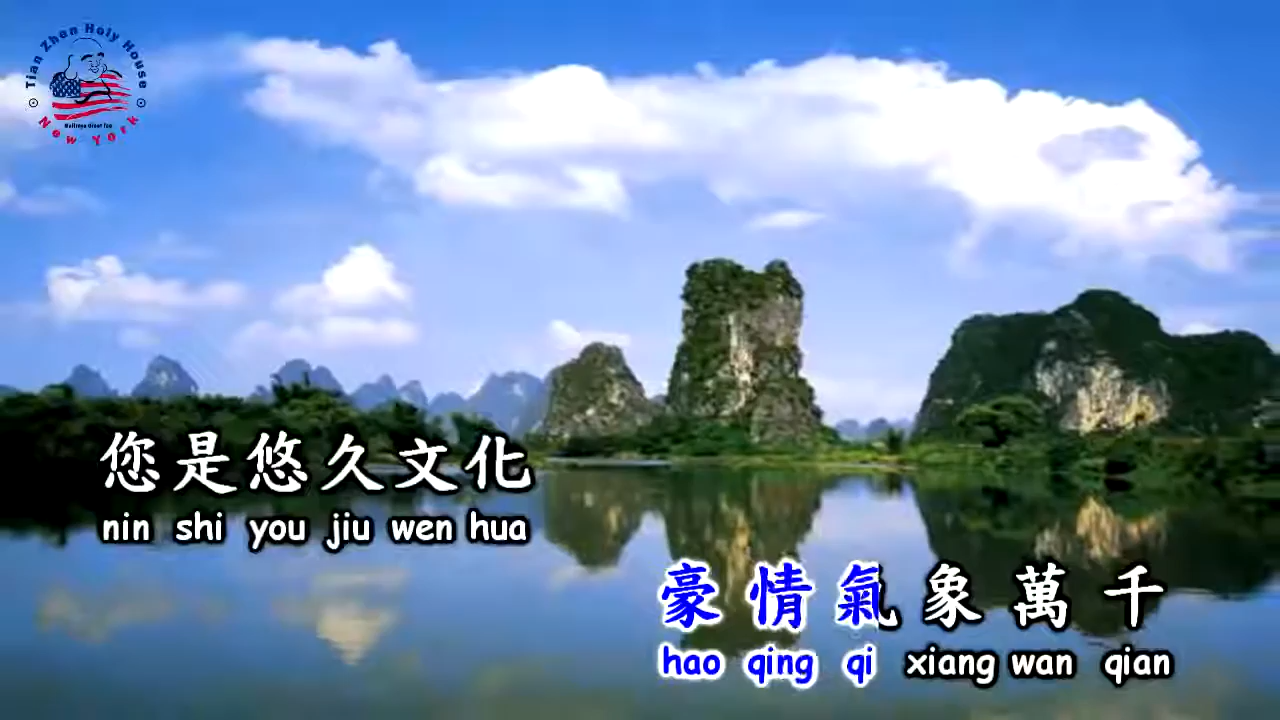 Tian Zhen Holy House
New York
您是悠久文化
nin shi you jiu wen hua
豪情氣象萬千
hao qing qi xiang wan qian